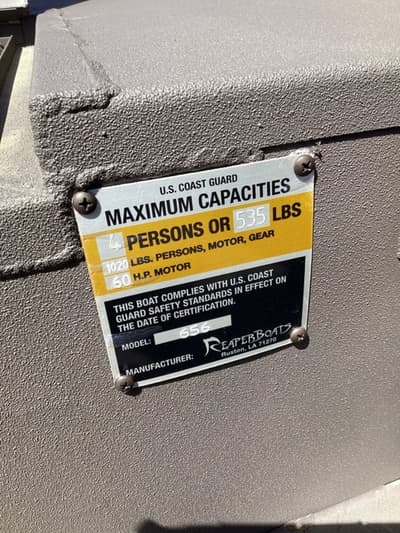 U.S. COAST GUARD
MAXIMUM CAPACITIES
4 PERSONS OR 535 LBS
1020 LBS. PERSONS, MOTOR, GEAR
60 H.P. MOTOR
THIS BOAT COMPLIES WITH U.S. COAST
GUARD SAFETY STANDARDS IN EFFECT ON
THE DATE OF CERTIFICATION.
MODEL: 656
MANUFACTURER: REAPERBOATS
Ruston, LA 71270